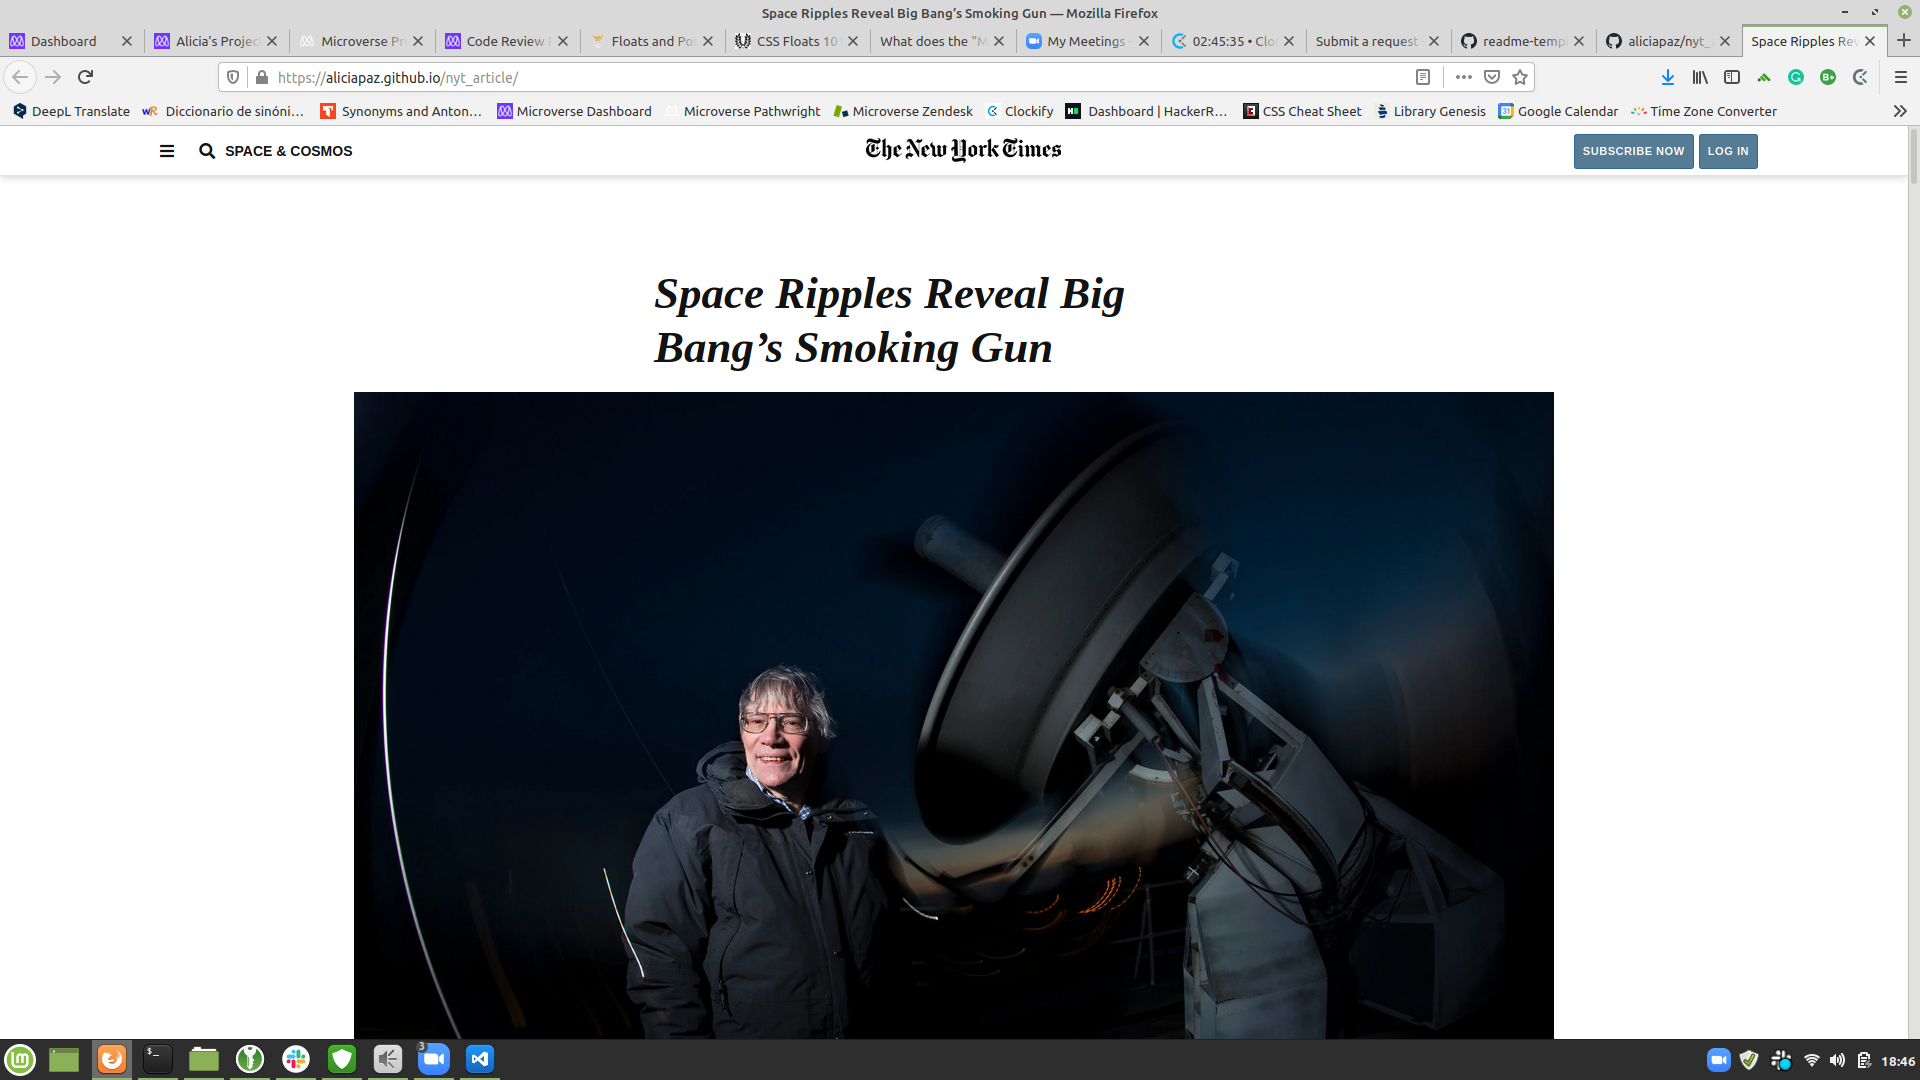 Space Ripples Reveal Big Bang’s Smoking Gun — Mozilla Firefox
Dashboard
Alicia's Projec
Microverse Pr
Code Review
Floats and Po
CSS Floats 10
What does the "M
My Meetings -
02:45:35 • Clo
Submit a request
readme-temp
aliciapaz/nyt_
Space Ripples Rev
https://aliciapaz.github.io/nyt_article/
DeepL Translate
Diccionario de sinóni…
Synonyms and Anton…
Microverse Dashboard
Microverse Pathwright
Microverse Zendesk
Clockify
Dashboard | HackerR…
CSS Cheat Sheet
Library Genesis
Google Calendar
Time Zone Converter
SPACE & COSMOS
The New York Times
SUBSCRIBE NOW
LOG IN
Space Ripples Reveal Big
Bang’s Smoking Gun
3
18:46